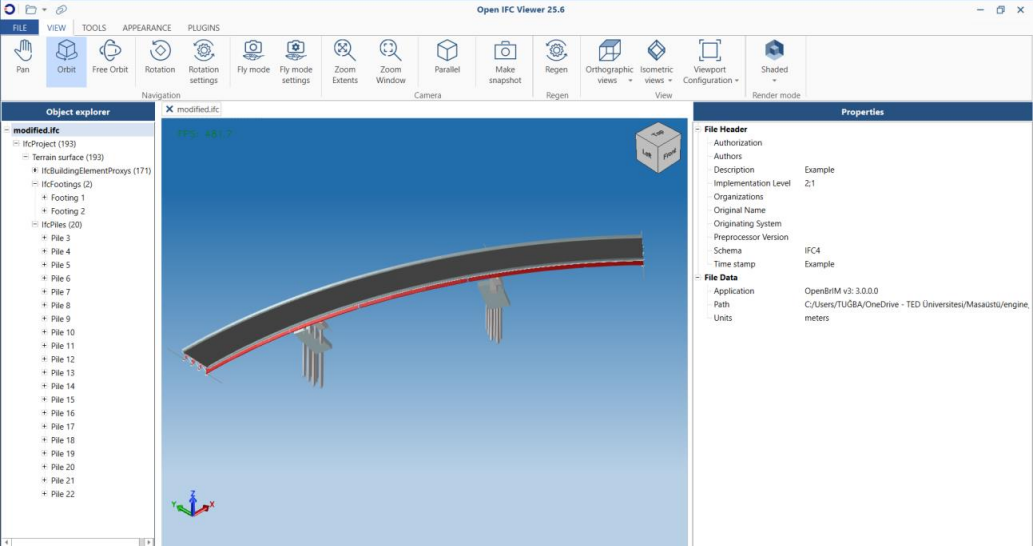 Open IFC Viewer 25.6
FILE VIEW TOOLS APPEARANCE PLUGINS
Pan
Orbit
Free Orbit
Rotation
Rotation settings
Fly mode
Fly mode settings
Zoom Extents
Zoom Window
Parallel
Make snapshot
Regen
Orthographic views
Isometric views
Viewport Configuration
Shaded
Navigation
Camera
Regen
View
Render mode
Object explorer
modified.ifc
IfcProject (193)
Terrain surface (193)
IfcBuildingElementProxys (171)
IfcFootings (2)
Footing 1
Footing 2
IfcPiles (20)
Pile 3
Pile 4
Pile 5
Pile 6
Pile 7
Pile 8
Pile 9
Pile 10
Pile 11
Pile 12
Pile 13
Pile 14
Pile 15
Pile 16
Pile 17
Pile 18
Pile 19
Pile 20
Pile 21
Pile 22
modified.ifc
Top
Left
Front
Z
Y
X
Properties
File Header
Authorization
Authors
Description Example
Implementation Level 2;1
Organizations
Original Name
Originating System
Preprocessor Version
Schema IFC4
Time stamp Example
File Data
Application OpenBrIM v3: 3.0.0.0
Path C:/Users/TUĞBA/OneDrive - TED Üniversitesi/Masaüstü/engine,
Units meters